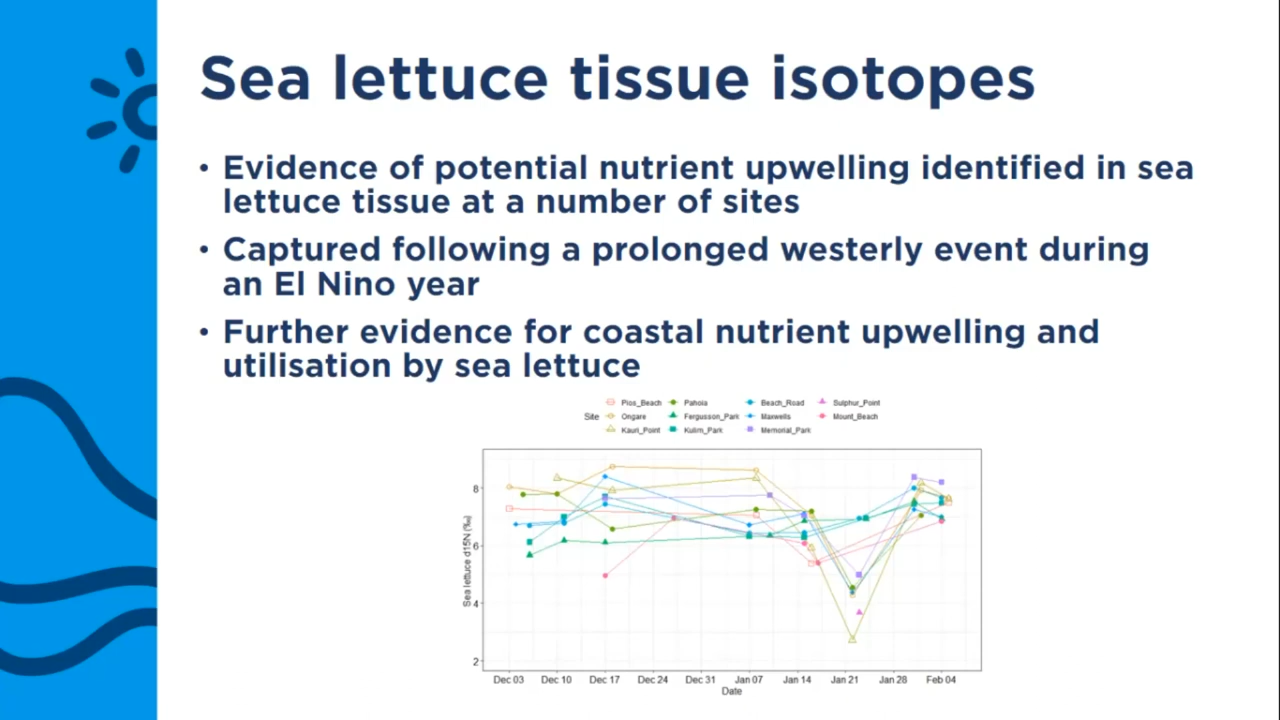 Sea lettuce tissue isotopes
• Evidence of potential nutrient upwelling identified in sea
lettuce tissue at a number of sites
• Captured following a prolonged westerly event during
an El Nino year
• Further evidence for coastal nutrient upwelling and
utilisation by sea lettuce
Site
Pios_Beach Pahoia Beach_Road Sulphur_Point
Ongare Fergusson_Park Maxwells Mount_Beach
Kauri_Point Kulim_Park Memorial_Park
Sea lettuce d15N (‰)
8
6
4
2
Dec 03 Dec 10 Dec 17 Dec 24 Dec 31 Jan 07 Jan 14 Jan 21 Jan 28 Feb 04
Date